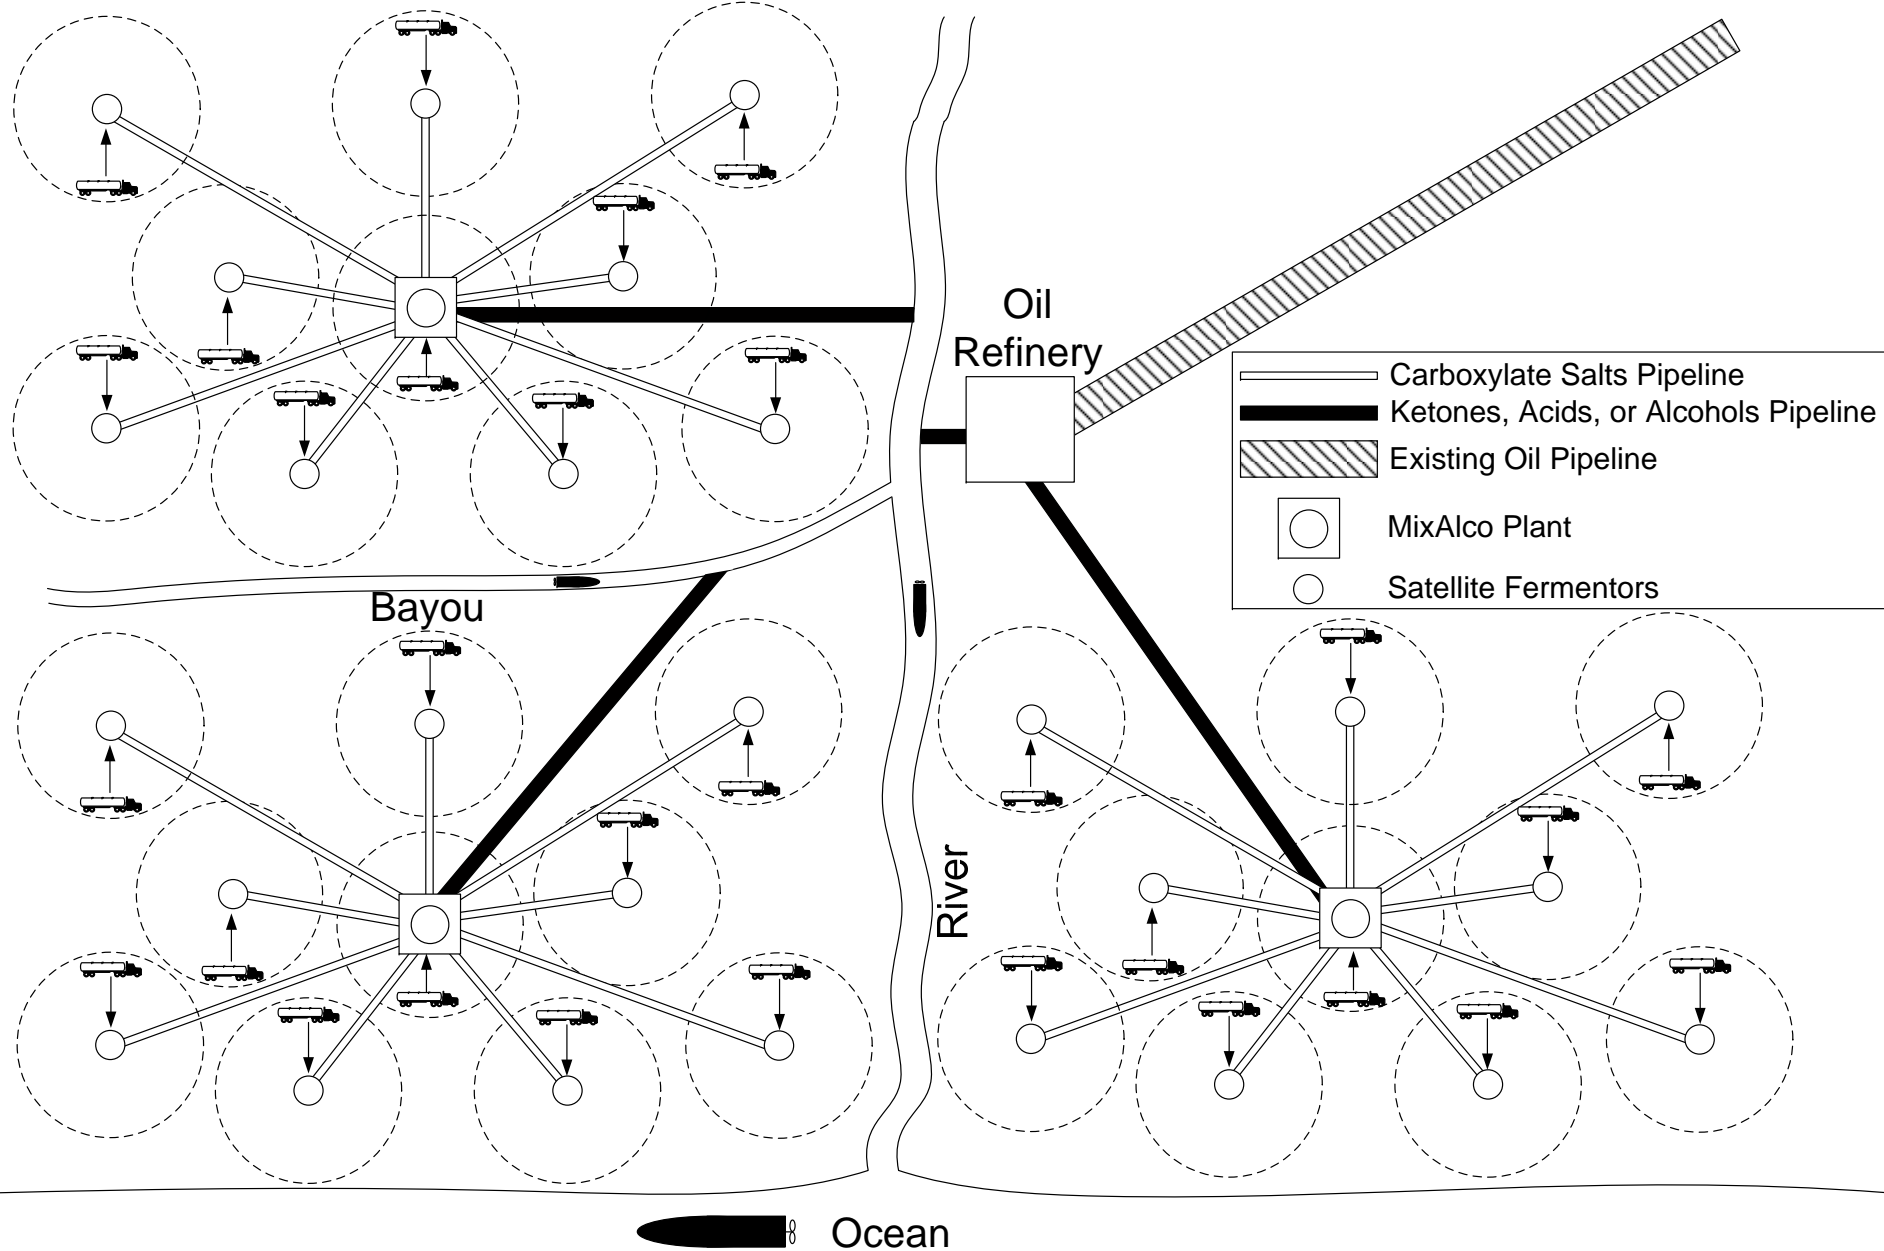 Oil
Refinery
Carboxylate Salts Pipeline
Ketones, Acids, or Alcohols Pipeline
Existing Oil Pipeline
MixAlco Plant
Satellite Fermentors
Bayou
River
Ocean